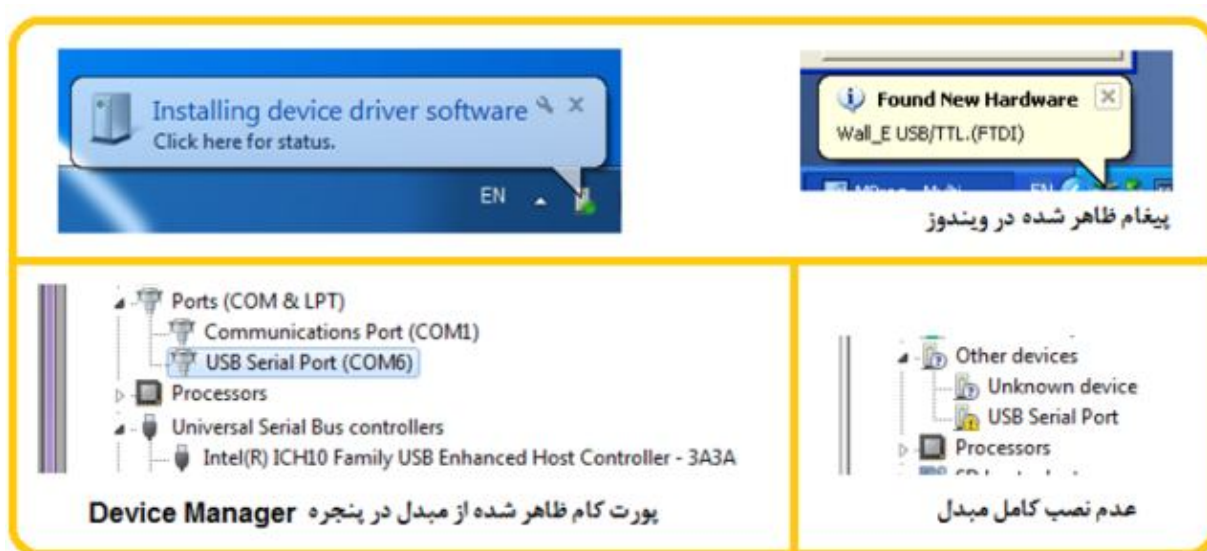 Installing device driver software
Click here for status.
EN
Found New Hardware
Wall_E USB/TTL.(FTDI)
EN
پیغام ظاهر شده در ویندوز
Ports (COM & LPT)
Communications Port (COM1)
USB Serial Port (COM6)
Processors
Universal Serial Bus controllers
Intel(R) ICH10 Family USB Enhanced Host Controller - 3A3A
پورت کام ظاهر شده از مبدل در پنجره Device Manager
Other devices
Unknown device
USB Serial Port
Processors
عدم نصب کامل مبدل